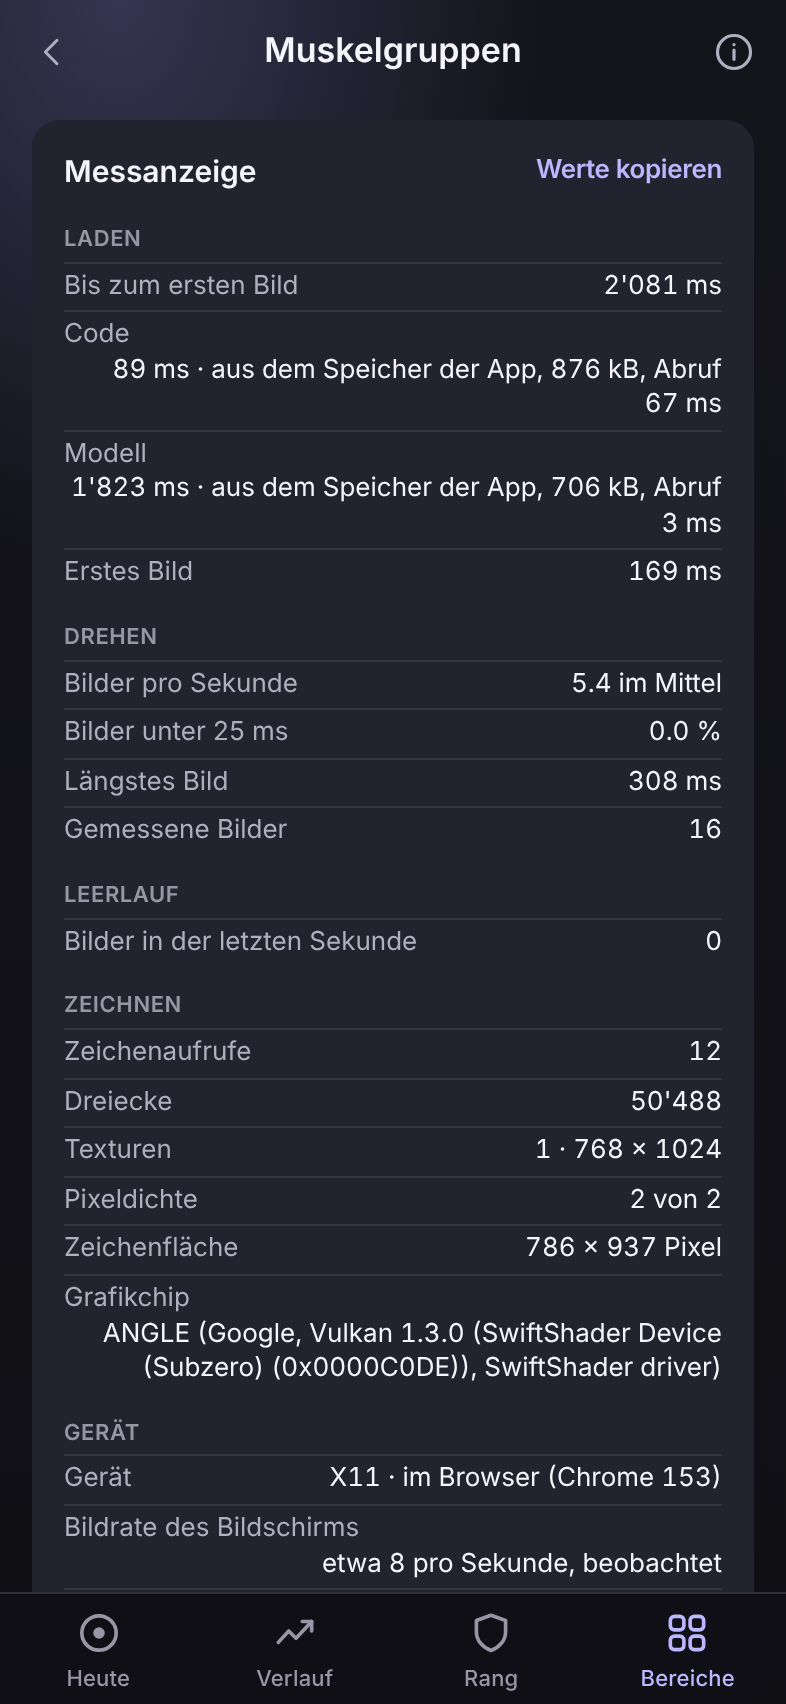 Muskelgruppen
Messanzeige
Werte kopieren
LADEN
Bis zum ersten Bild 2'081 ms
Code
89 ms · aus dem Speicher der App, 876 kB, Abruf
67 ms
Modell
1'823 ms · aus dem Speicher der App, 706 kB, Abruf
3 ms
Erstes Bild 169 ms
DREHEN
Bilder pro Sekunde 5.4 im Mittel
Bilder unter 25 ms 0.0 %
Längstes Bild 308 ms
Gemessene Bilder 16
LEERLAUF
Bilder in der letzten Sekunde 0
ZEICHNEN
Zeichenaufrufe 12
Dreiecke 50'488
Texturen 1 · 768 × 1024
Pixeldichte 2 von 2
Zeichenfläche 786 × 937 Pixel
Grafikchip
ANGLE (Google, Vulkan 1.3.0 (SwiftShader Device
(Subzero) (0x0000C0DE)), SwiftShader driver)
GERÄT
Gerät X11 · im Browser (Chrome 153)
Bildrate des Bildschirms
etwa 8 pro Sekunde, beobachtet
Heute Verlauf Rang Bereiche